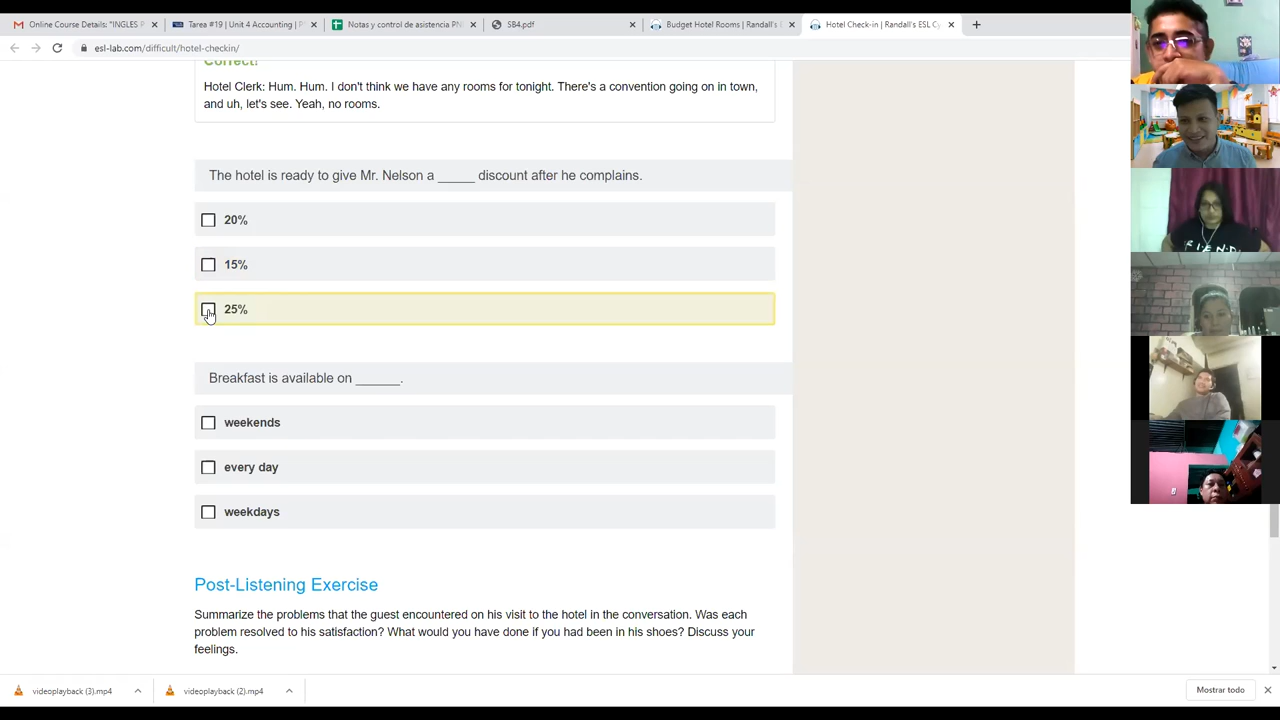 Online Course Details: "INGLES P
Tarea #19 | Unit 4 Accounting | P
Notas y control de asistencia PN
SB4.pdf
Budget Hotel Rooms | Randall's E
Hotel Check-in | Randall's ESL Cy
esl-lab.com/difficult/hotel-checkin/
Correct!
Hotel Clerk: Hum. Hum. I don't think we have any rooms for tonight. There's a convention going on in town,
and uh, let's see. Yeah, no rooms.
The hotel is ready to give Mr. Nelson a _____ discount after he complains.
20%
15%
25%
Breakfast is available on ______.
weekends
every day
weekdays
Post-Listening Exercise
Summarize the problems that the guest encountered on his visit to the hotel in the conversation. Was each
problem resolved to his satisfaction? What would you have done if you had been in his shoes? Discuss your
feelings.
videoplayback (3).mp4
videoplayback (2).mp4
Mostrar todo